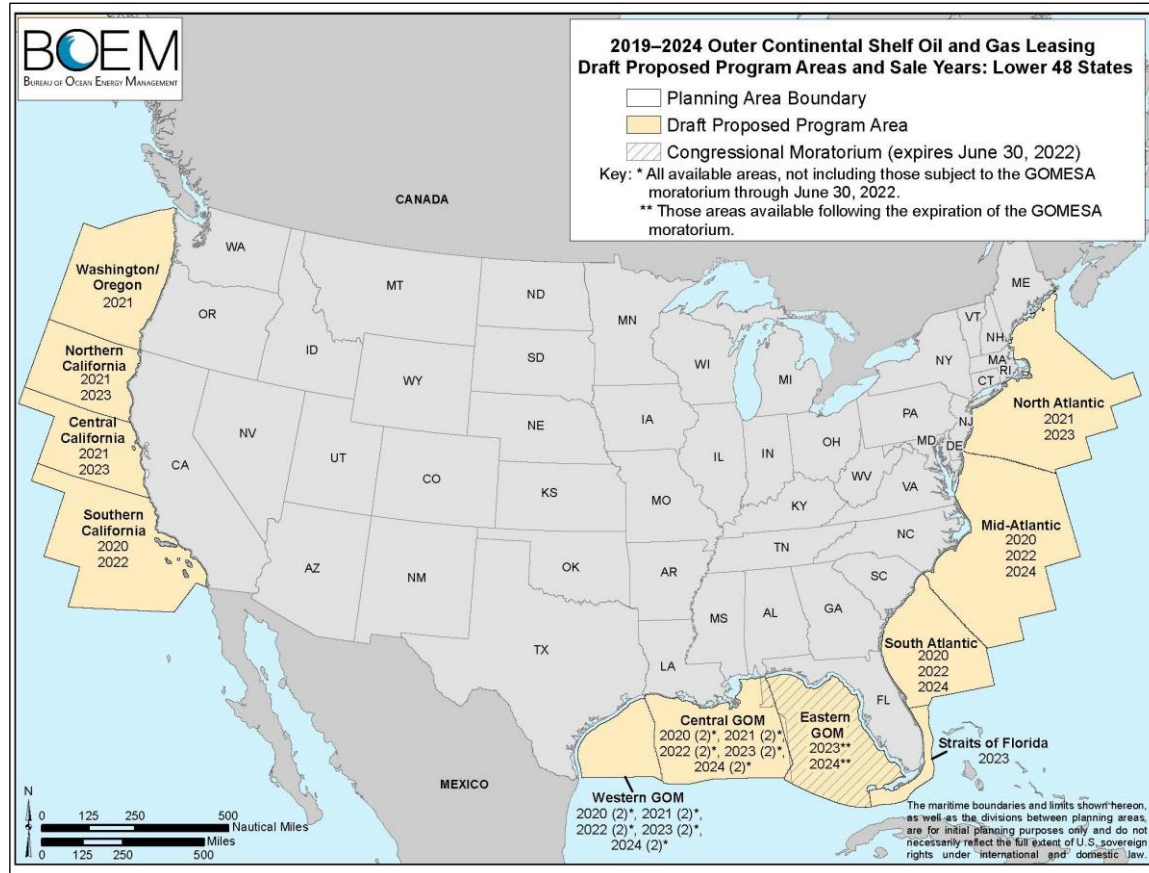 BOEM
BUREAU OF OCEAN ENERGY MANAGEMENT
2019–2024 Outer Continental Shelf Oil and Gas Leasing
Draft Proposed Program Areas and Sale Years: Lower 48 States
Planning Area Boundary
Draft Proposed Program Area
Congressional Moratorium (expires June 30, 2022)
Key: * All available areas, not including those subject to the GOMESA
moratorium through June 30, 2022.
** Those areas available following the expiration of the GOMESA
moratorium.
CANADA
Washington/
Oregon
2021
Northern
California
2021
2023
Central
California
2021
2023
Southern
California
2020
2022
WA
OR
CA
NV
ID
MT
WY
UT
AZ
CO
NM
ND
SD
NE
KS
OK
TX
MN
IA
MO
AR
LA
WI
IL
MI
IN
OH
KY
TN
MS
AL
GA
FL
SC
NC
VA
WV
MD
DE
PA
NJ
NY
CT
RI
MA
VT
NH
ME
North Atlantic
2021
2023
Mid-Atlantic
2020
2022
2024
South Atlantic
2020
2022
2024
Straits of Florida
2023
Eastern
GOM
2023**
2024**
Central GOM
2020 (2)*, 2021 (2)*,
2022 (2)*, 2023 (2)*,
2024 (2)*
Western GOM
2020 (2)*, 2021 (2)*,
2022 (2)*, 2023 (2)*,
2024 (2)*
MEXICO
N
0 125 250 500
Nautical Miles
Miles
0 125 250 500
The maritime boundaries and limits shown hereon,
as well as the divisions between planning areas,
are for initial planning purposes only and do not
necessarily reflect the full extent of U.S. sovereign
rights under international and domestic law.